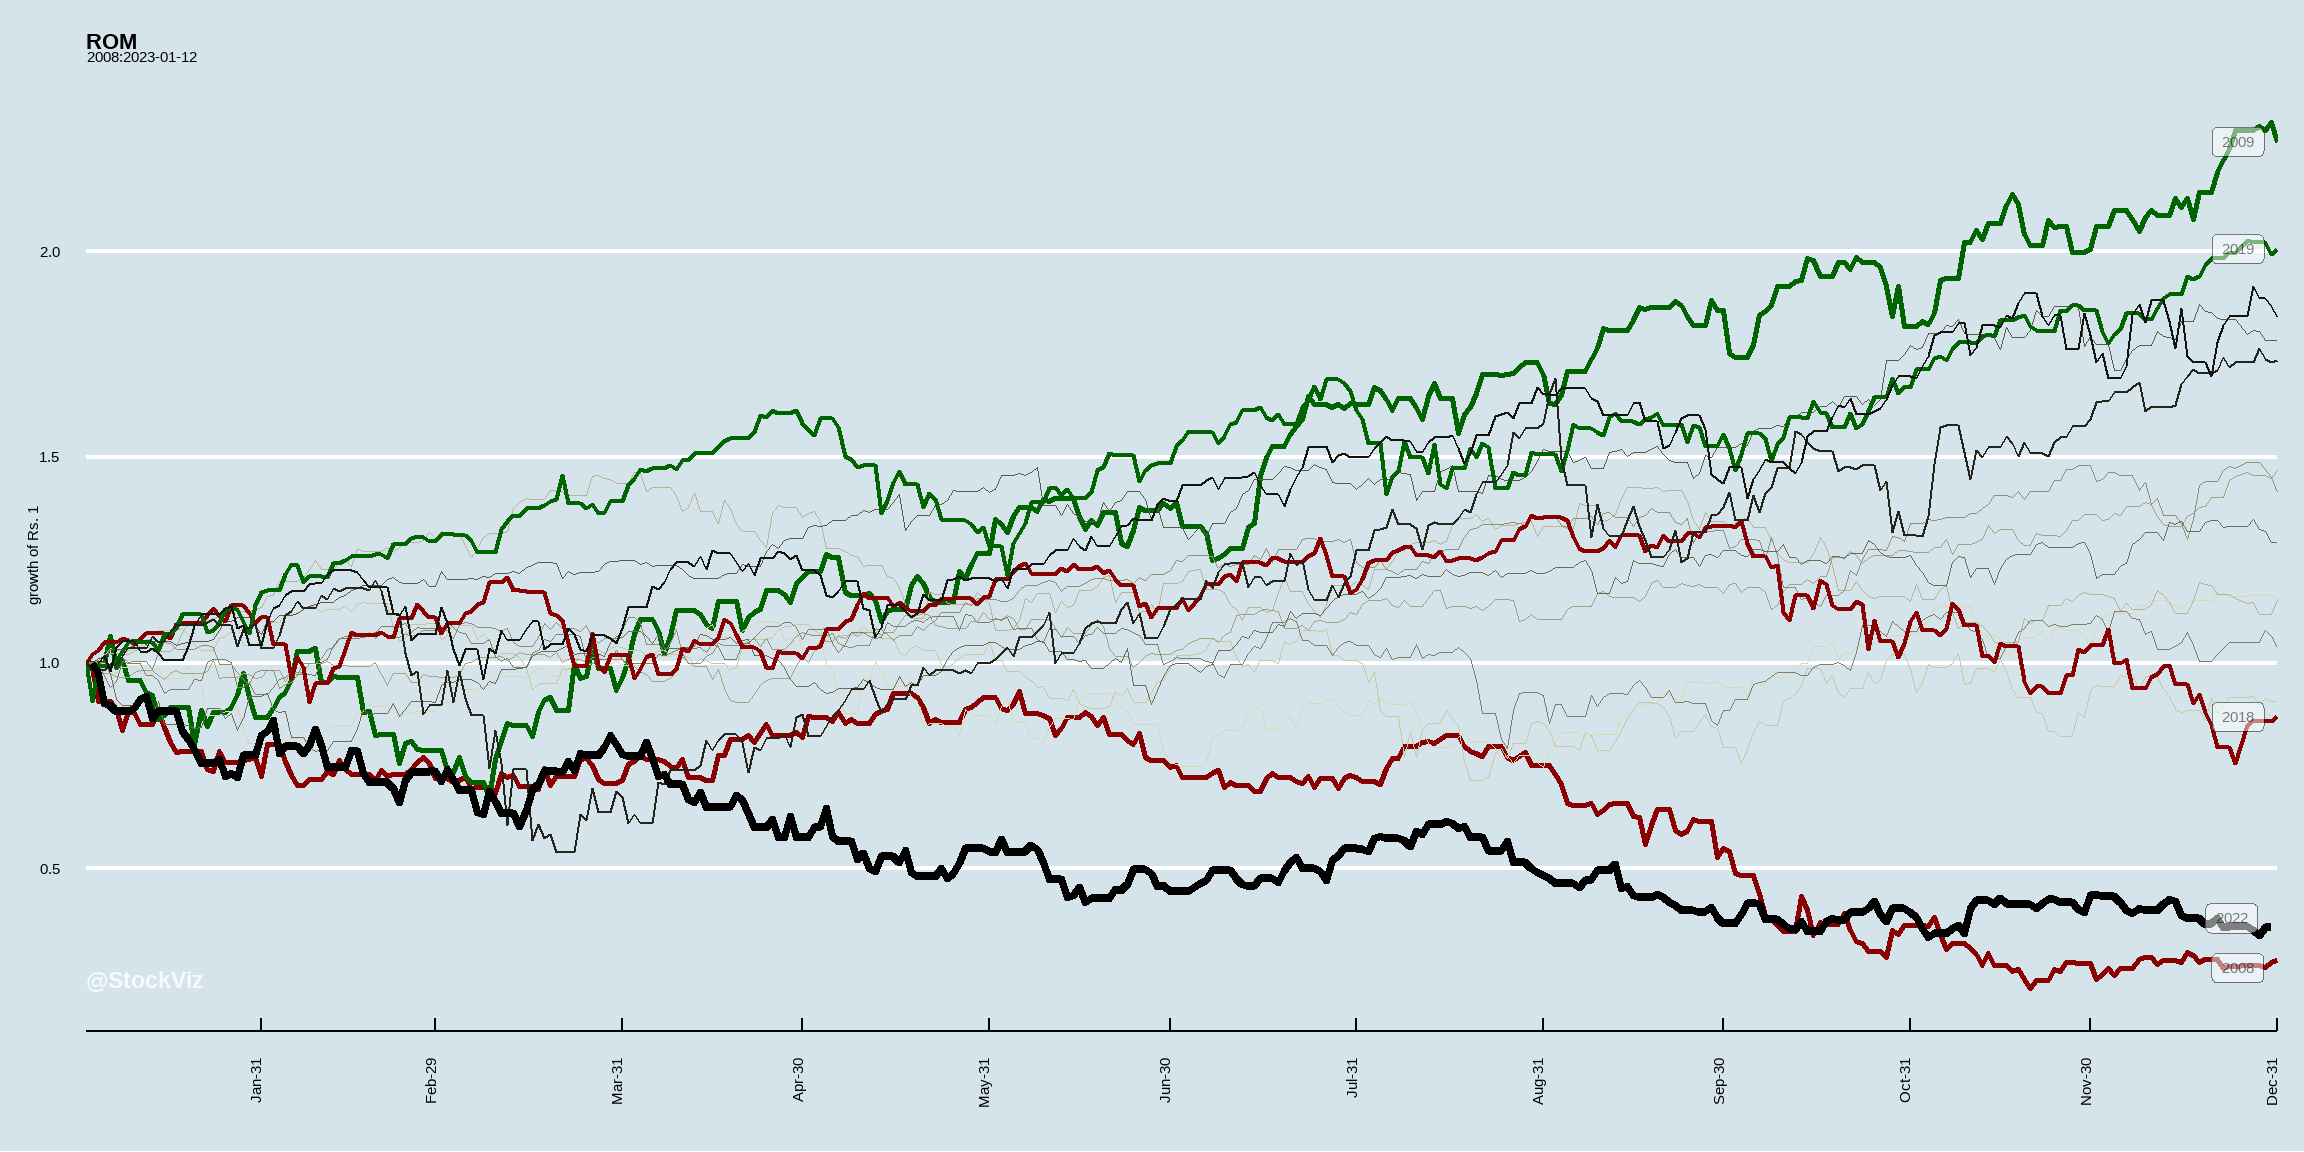 ROM
2008:2023-01-12
2009
2.0
2019
1.5
growth of Rs. 1
1.0
2018
0.5
2022
2008
@StockViz
Jan-31
Feb-29
Mar-31
Apr-30
May-31
Jun-30
Jul-31
Aug-31
Sep-30
Oct-31
Nov-30
Dec-31